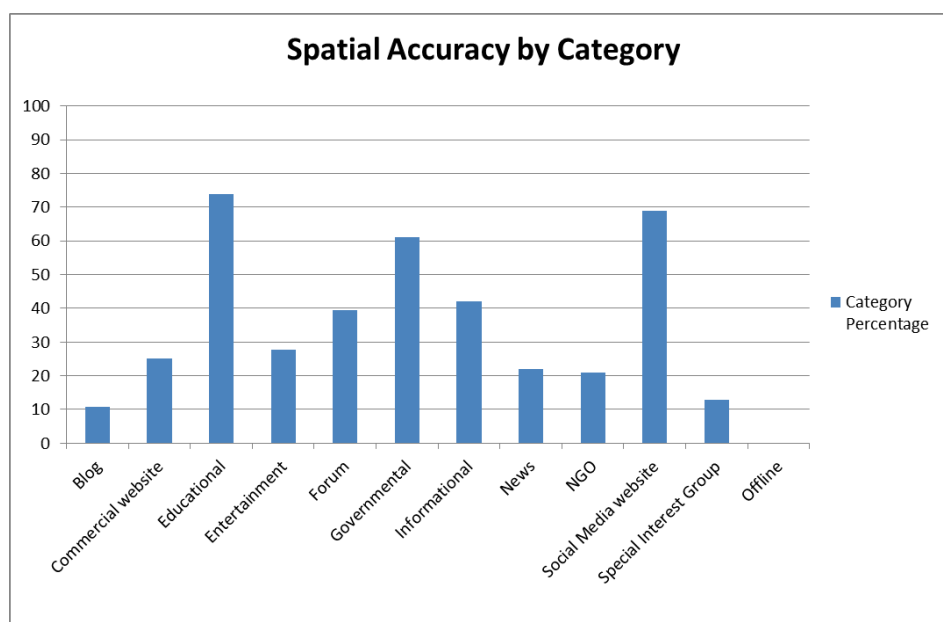 Spatial Accuracy by Category
100
90
80
70
60
50
40
30
20
10
0
Blog
Commercial website
Educational
Entertainment
Forum
Governmental
Informational
News
NGO
Social Media website
Special Interest Group
Offline
Category
Percentage